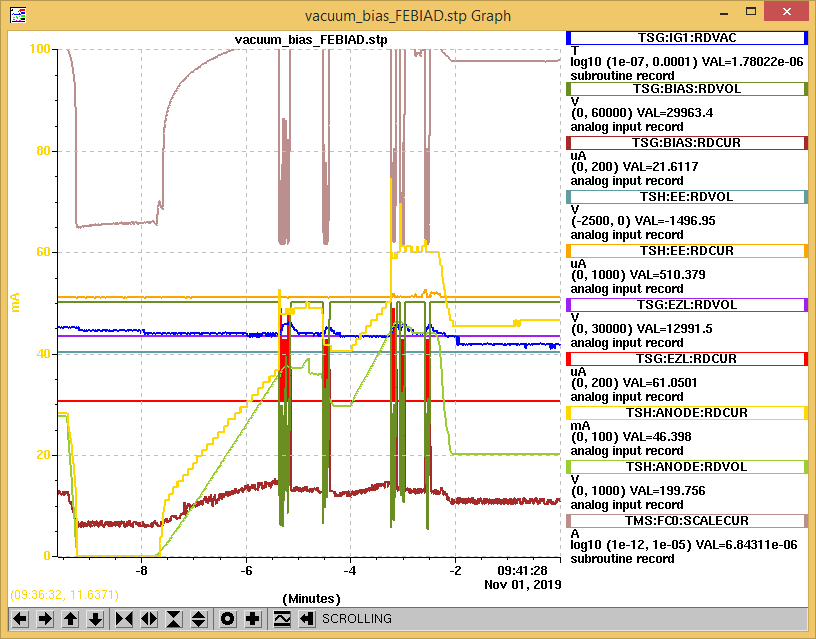 vacuum_bias_FEBIAD.stp Graph
vacuum_bias_FEBIAD.stp
100
80
60
mA
40
20
0
-8
-6
-4
-2
09:41:28
Nov 01, 2019
(Minutes)
(09:36:32, 11.6371)
TSG:IG1:RDVAC
T
log10 (1e-07, 0.0001) VAL=1.78022e-06
subroutine record
TSG:BIAS:RDVOL
V
(0, 60000) VAL=29963.4
analog input record
TSG:BIAS:RDCUR
uA
(0, 200) VAL=21.6117
analog input record
TSH:EE:RDVOL
V
(-2500, 0) VAL=-1496.95
analog input record
TSH:EE:RDCUR
uA
(0, 1000) VAL=510.379
analog input record
TSG:EZL:RDVOL
V
(0, 30000) VAL=12991.5
analog input record
TSG:EZL:RDCUR
uA
(0, 200) VAL=61.0501
analog input record
TSH:ANODE:RDCUR
mA
(0, 100) VAL=46.398
analog input record
TSH:ANODE:RDVOL
V
(0, 1000) VAL=199.756
analog input record
TMS:FC0:SCALECUR
A
log10 (1e-12, 1e-05) VAL=6.84311e-06
subroutine record
SCROLLING